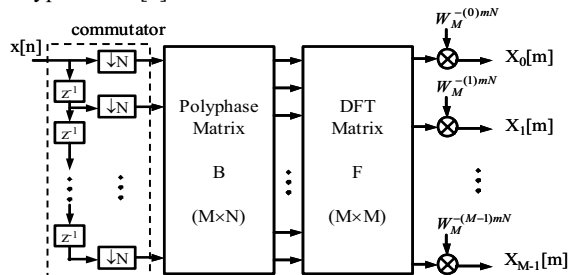 commutator
x[n]
↓N
z⁻¹
↓N
z⁻¹
z⁻¹
↓N
Polyphase
Matrix
B
(M×N)
DFT
Matrix
F
(M×M)
W_M^{-(0)mN}
X₀[m]
W_M^{-(1)mN}
X₁[m]
W_M^{-(M-1)mN}
X_{M-1}[m]